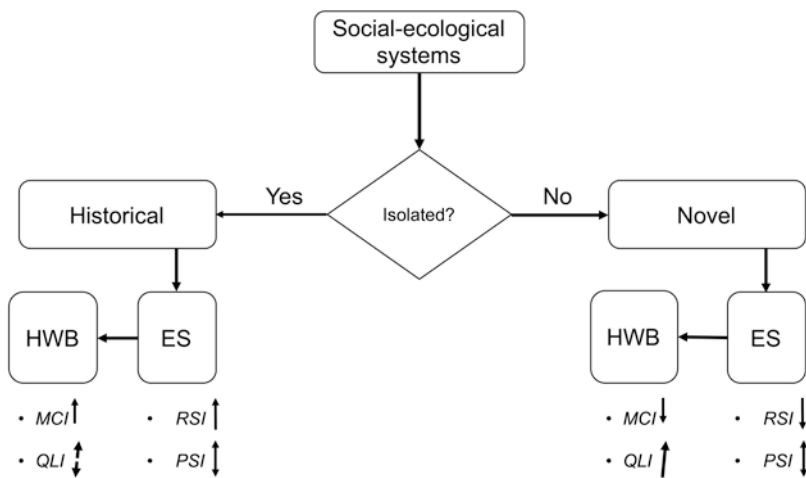 Social-ecological
systems
Yes
Isolated?
No
Historical
Novel
HWB
ES
HWB
ES
• MCI
• RSI
• MCI
• RSI
• QLI
• PSI
• QLI
• PSI